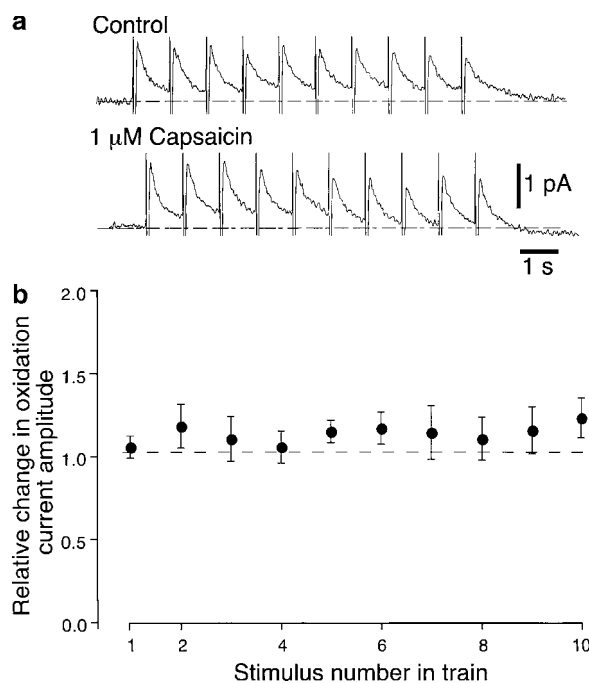 a
Control
1 μM Capsaicin
1 pA
1 s
b
2.0
1.5
1.0
0.5
0.0
Relative change in oxidation
current amplitude
1
2
4
6
8
10
Stimulus number in train